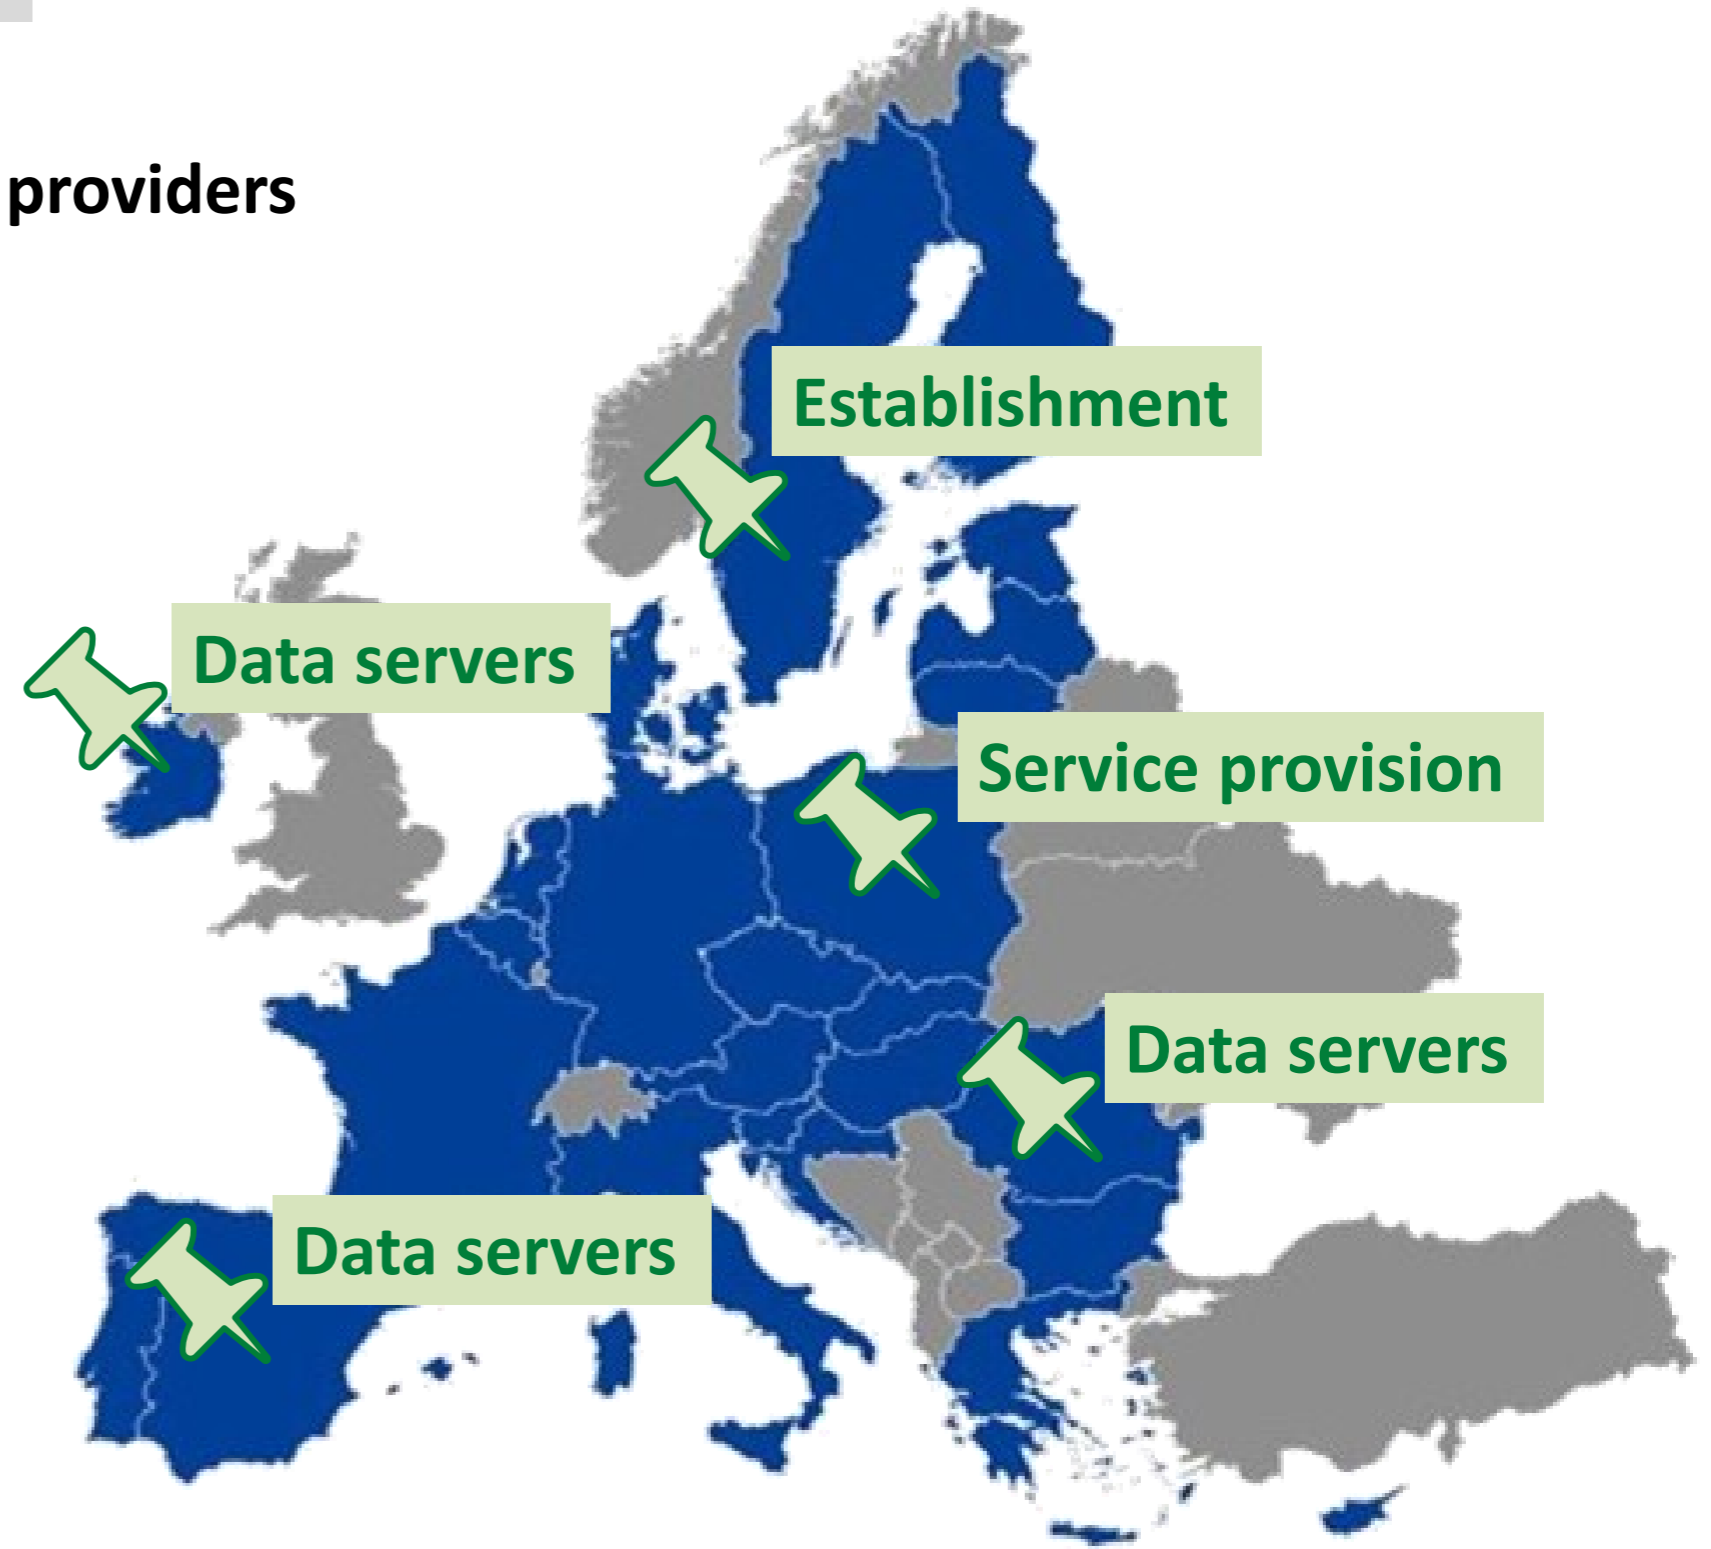 providers
Establishment
Data servers
Service provision
Data servers
Data servers